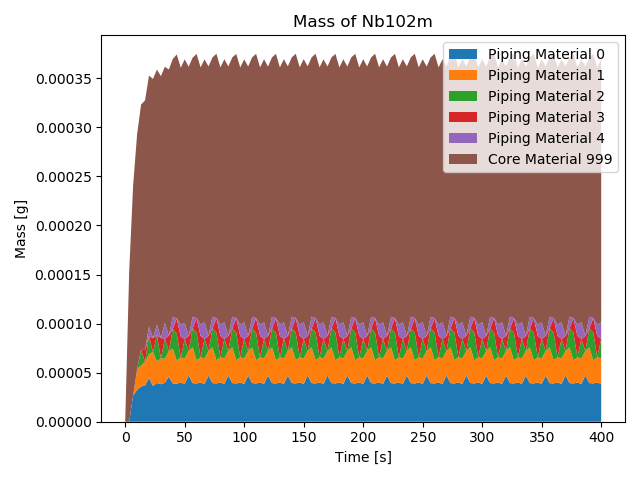 Mass of Nb102m
Mass [g]
0.00035
0.00030
0.00025
0.00020
0.00015
0.00010
0.00005
0.00000
Piping Material 0
Piping Material 1
Piping Material 2
Piping Material 3
Piping Material 4
Core Material 999
0 50 100 150 200 250 300 350 400
Time [s]